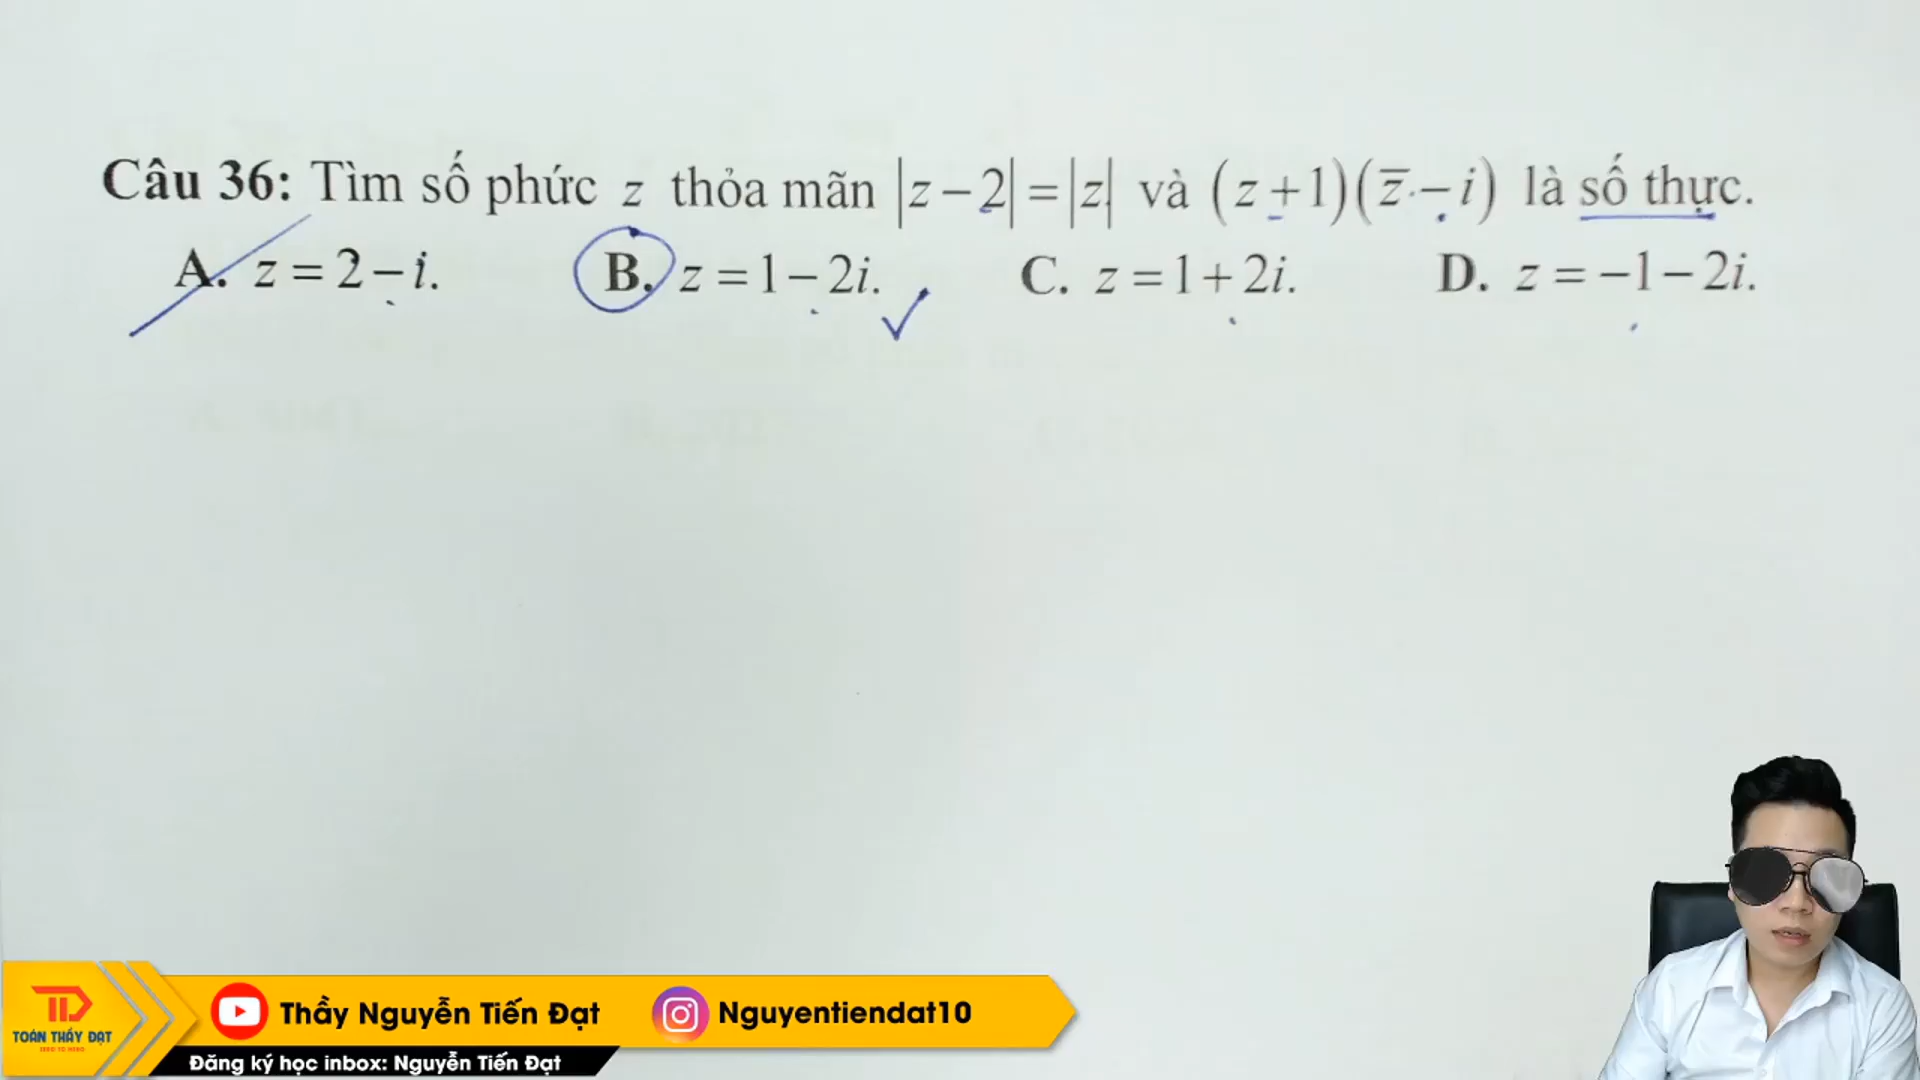 Câu 36: Tìm số phức z thỏa mãn |z − 2| = |z| và (z + 1)(z̅ − i) là số thực.
A. z = 2 − i. B. z = 1 − 2i. C. z = 1 + 2i. D. z = −1 − 2i.
TOÁN THẦY ĐẠT
Thầy Nguyễn Tiến Đạt Nguyentiendat10
Đăng ký học inbox: Nguyễn Tiến Đạt